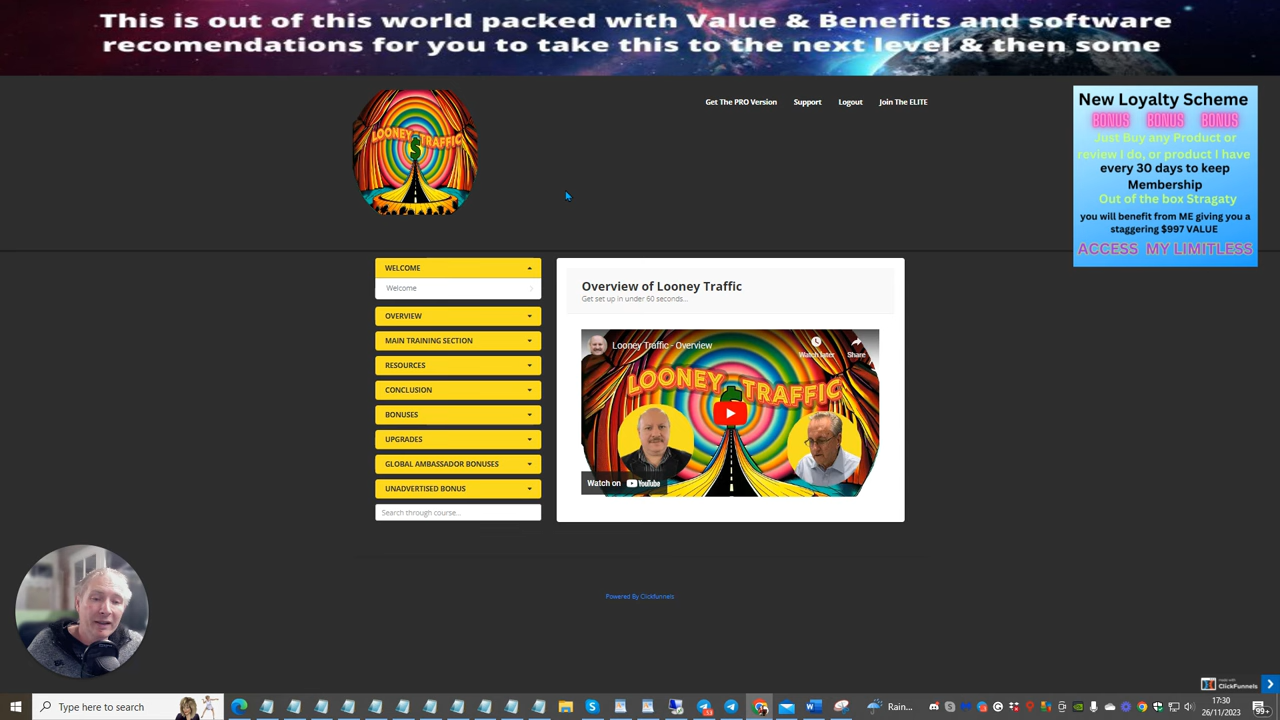 This is out of this world packed with Value & Benefits and software
recomendations for you to take this to the next level & then some
LOONEY TRAFFIC
$
Get The PRO Version
Support
Logout
Join The ELITE
New Loyalty Scheme
BONUS BONUS BONUS
Just Buy any Product or
review I do, or product I have
every 30 days to keep
Membership
Out of the box Stragaty
you will benefit from ME giving you a
staggering $997 VALUE
ACCESS MY LIMITLESS
WELCOME
Welcome
OVERVIEW
MAIN TRAINING SECTION
RESOURCES
CONCLUSION
BONUSES
UPGRADES
GLOBAL AMBASSADOR BONUSES
UNADVERTISED BONUS
Search through course...
Overview of Looney Traffic
Get set up in under 60 seconds...
Looney Traffic - Overview
Watch later
Share
LOONEY TRAFFIC
Watch on YouTube
Powered By Clickfunnels
made with
ClickFunnels
Type here to search
13
Rain...
17:30
26/11/2023
99+